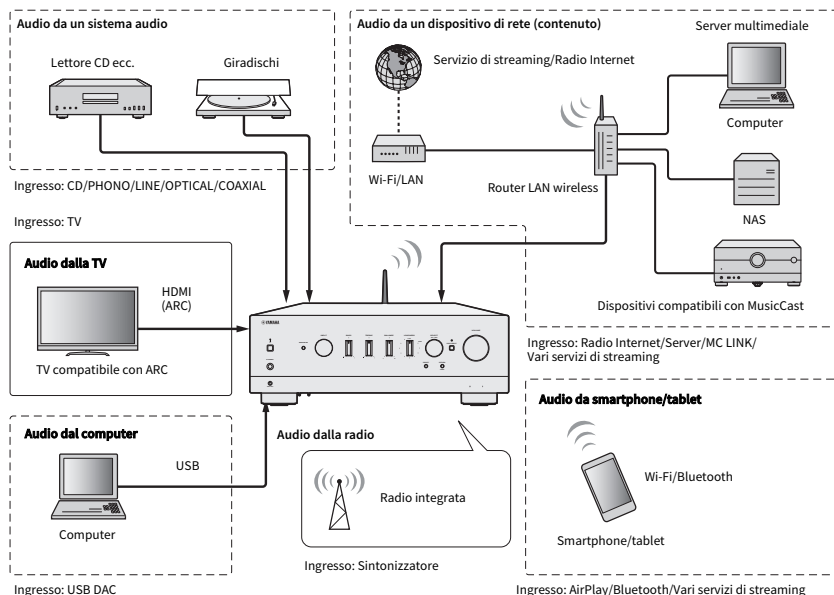 Audio da un sistema audio
Lettore CD ecc.
Giradischi
Ingresso: CD/PHONO/LINE/OPTICAL/COAXIAL
Audio da un dispositivo di rete (contenuto)
Server multimediale
Servizio di streaming/Radio Internet
Computer
Wi-Fi/LAN
Router LAN wireless
NAS
Dispositivi compatibili con MusicCast
Ingresso: Radio Internet/Server/MC LINK/
Vari servizi di streaming
Ingresso: TV
Audio dalla TV
HDMI
(ARC)
TV compatibile con ARC
YAMAHA
Audio dal computer
USB
Computer
Ingresso: USB DAC
Audio dalla radio
Radio integrata
Ingresso: Sintonizzatore
Audio da smartphone/tablet
Wi-Fi/Bluetooth
Smartphone/tablet
Ingresso: AirPlay/Bluetooth/Vari servizi di streaming